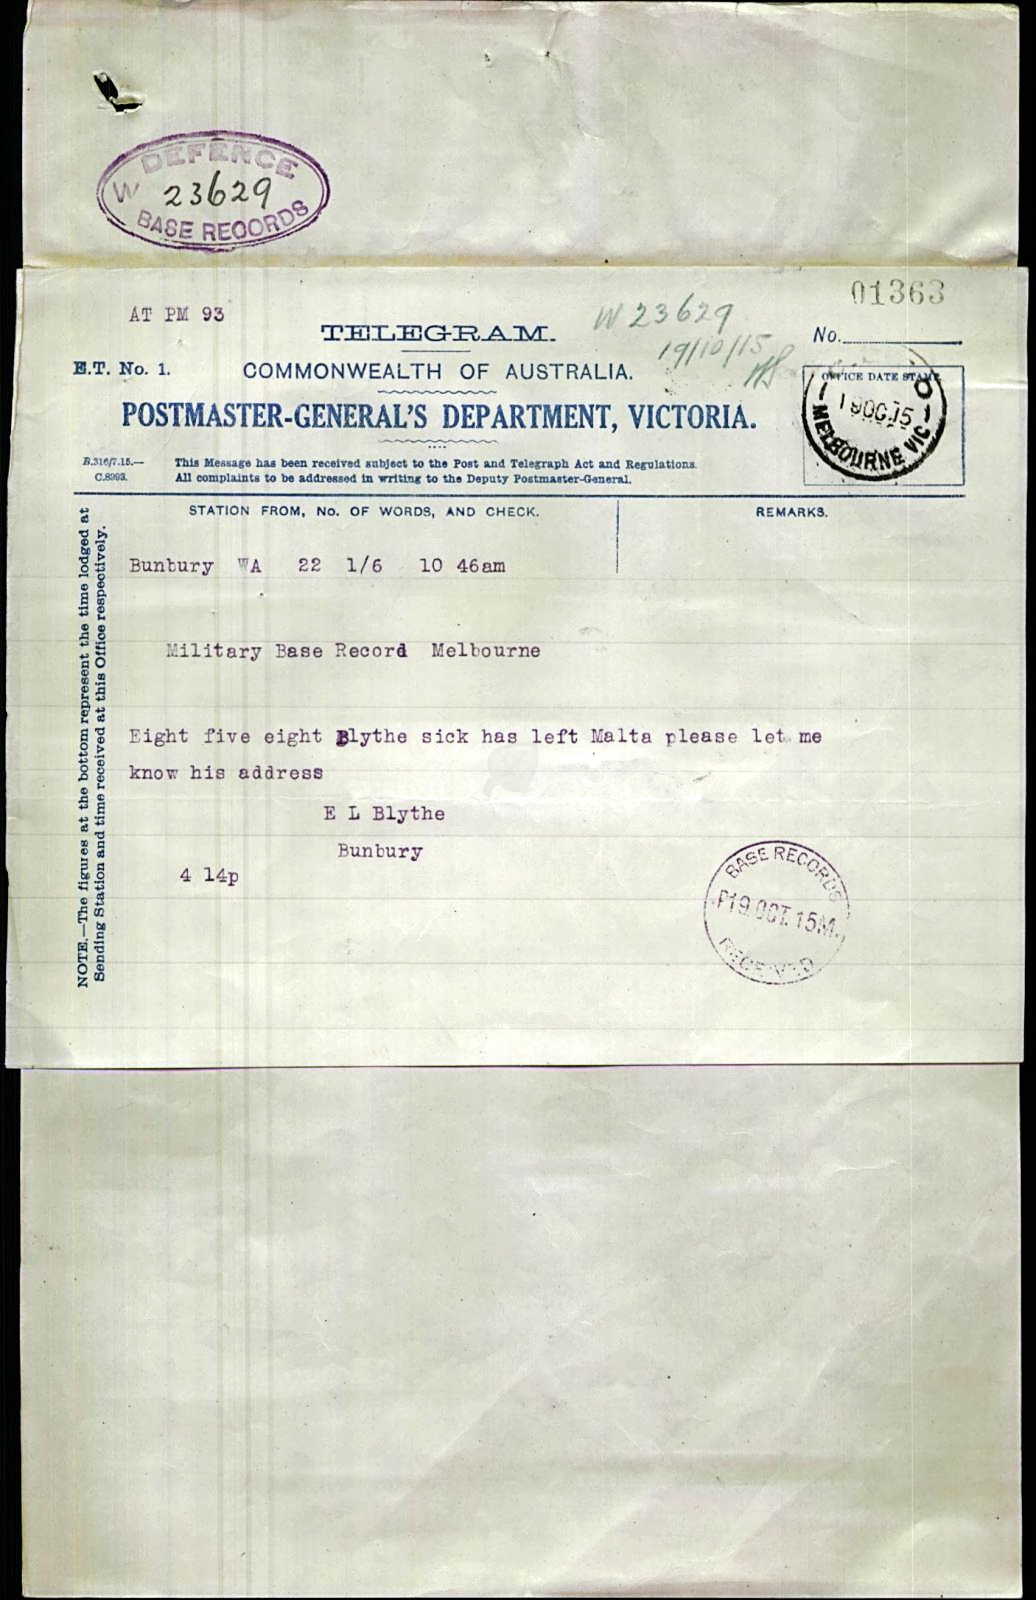 DEFENCE
W 23629
BASE RECORDS
01363
AT PM 93
W 23629
TELEGRAM.
No.
19/10/15
E.T. No. 1.
COMMONWEALTH OF AUSTRALIA.
OFFICE DATE STAMP.
19 OC 15
MELBOURNE VIC
POSTMASTER-GENERAL'S DEPARTMENT, VICTORIA.
B.316/7.15.—
C.8993.
This Message has been received subject to the Post and Telegraph Act and Regulations.
All complaints to be addressed in writing to the Deputy Postmaster-General.
STATION FROM, No. OF WORDS, AND CHECK.
REMARKS.
Bunbury WA 22 1/6 10 46am
Military Base Record Melbourne
Eight five eight Blythe sick has left Malta please let me
know his address
E L Blythe
Bunbury
4 14p
BASE RECORDS
P19.OCT.15M.
RECEIVED
NOTE.—The figures at the bottom represent the time lodged at
Sending Station and time received at this Office respectively.